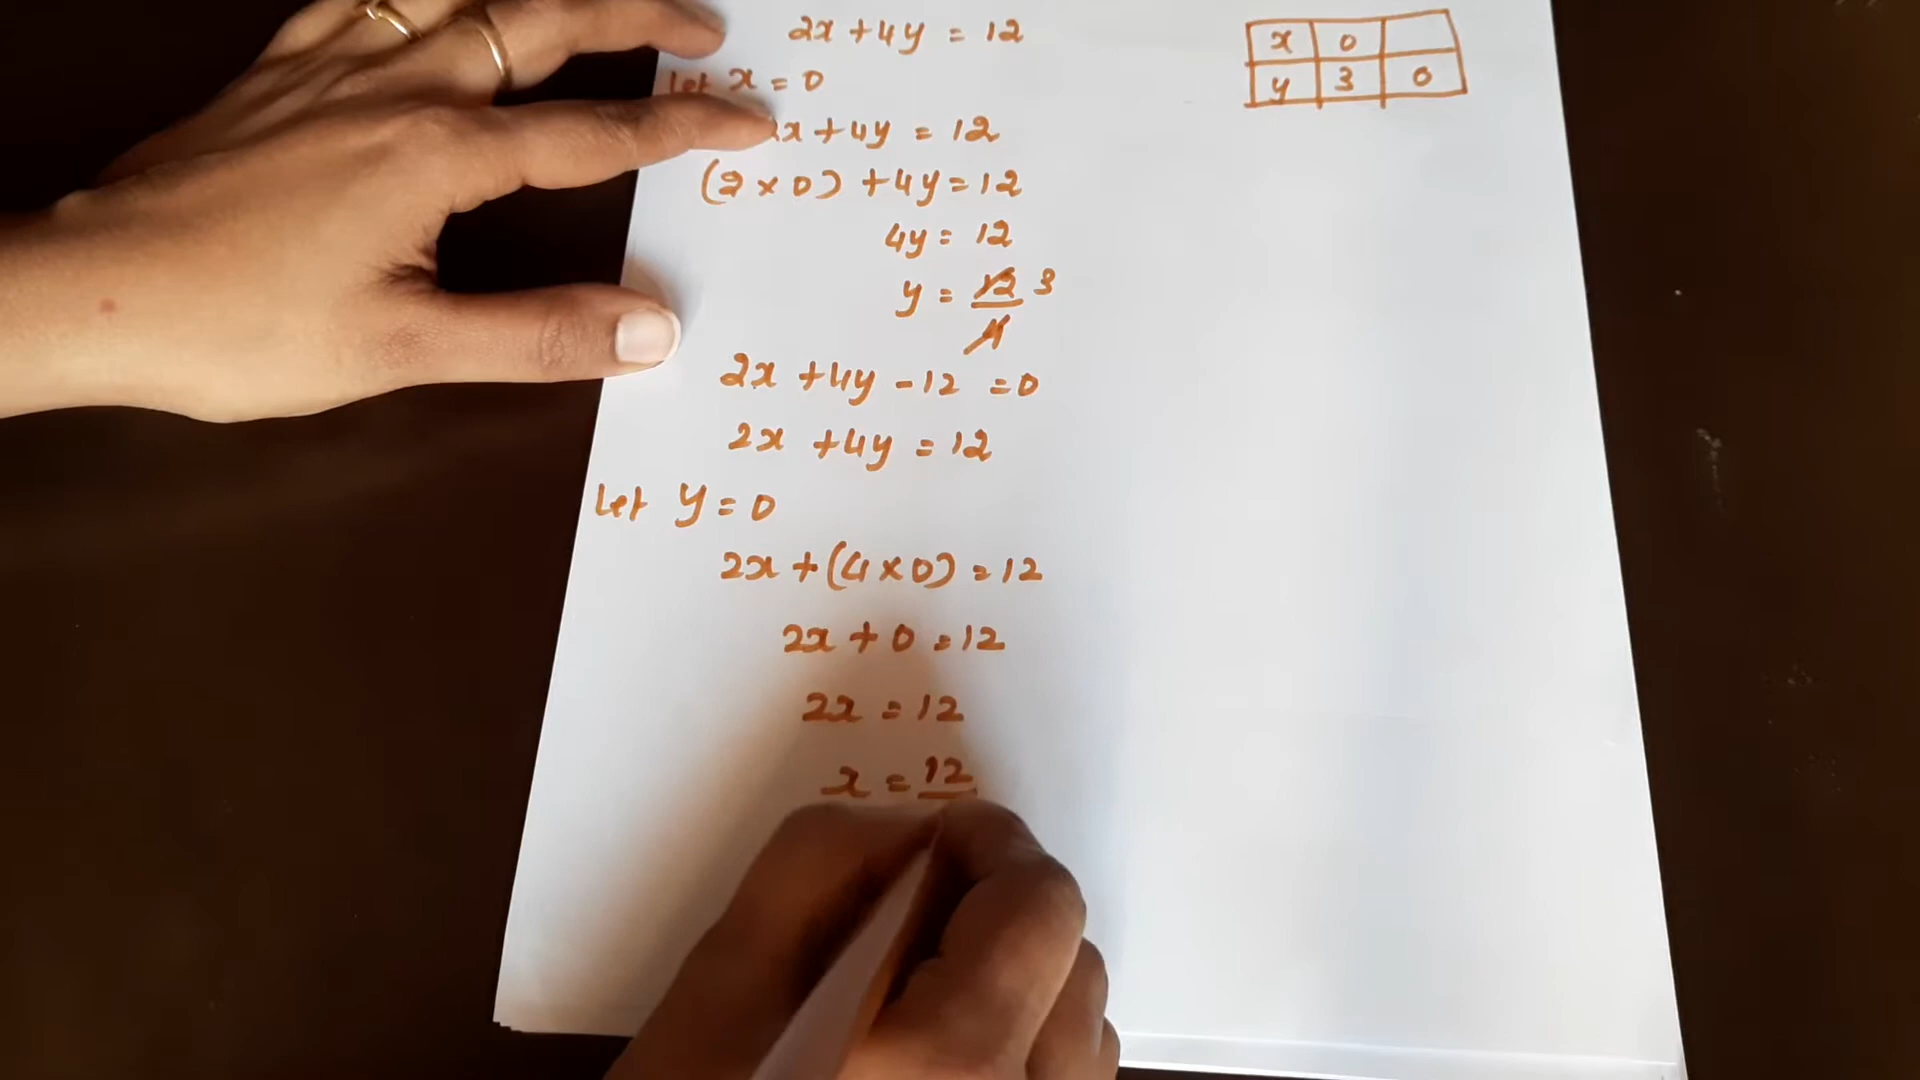 2x + 4y = 12
Let x = 0
2x + 4y = 12
(2 × 0) + 4y = 12
4y = 12
y = 12/4 3
2x + 4y - 12 = 0
2x + 4y = 12
Let y = 0
2x + (4 × 0) = 12
2x + 0 = 12
2x = 12
x = 12
x 0
y 3 0